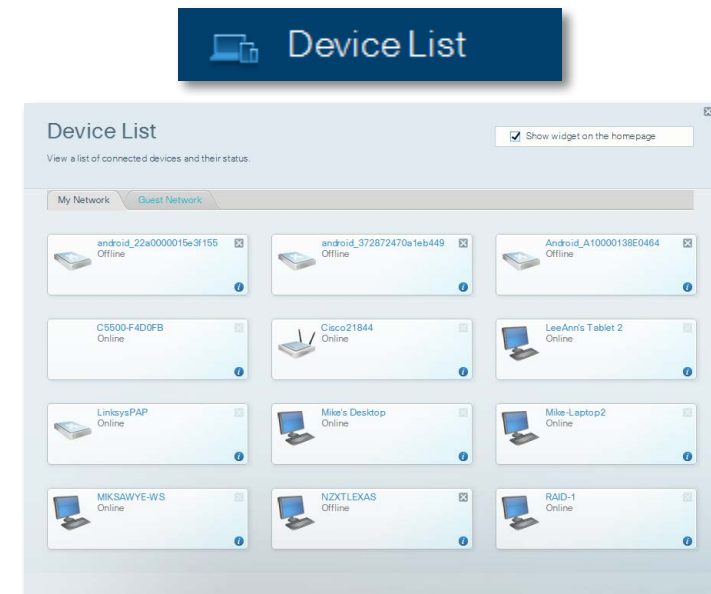 Device List
Device List
Show widget on the homepage
View a list of connected devices and their status.
My Network
Guest Network
android_22a0000015e3f155
Offline
android_372872470a1eb449
Offline
Android_A10000138E0464
Offline
C5500-F4D0FB
Online
Cisco21844
Online
LeeAnn's Tablet 2
Online
LinksysPAP
Online
Mike's Desktop
Online
Mike-Laptop2
Online
MIKSAWYE-WS
Online
NZXTLEXAS
Offline
RAID-1
Online